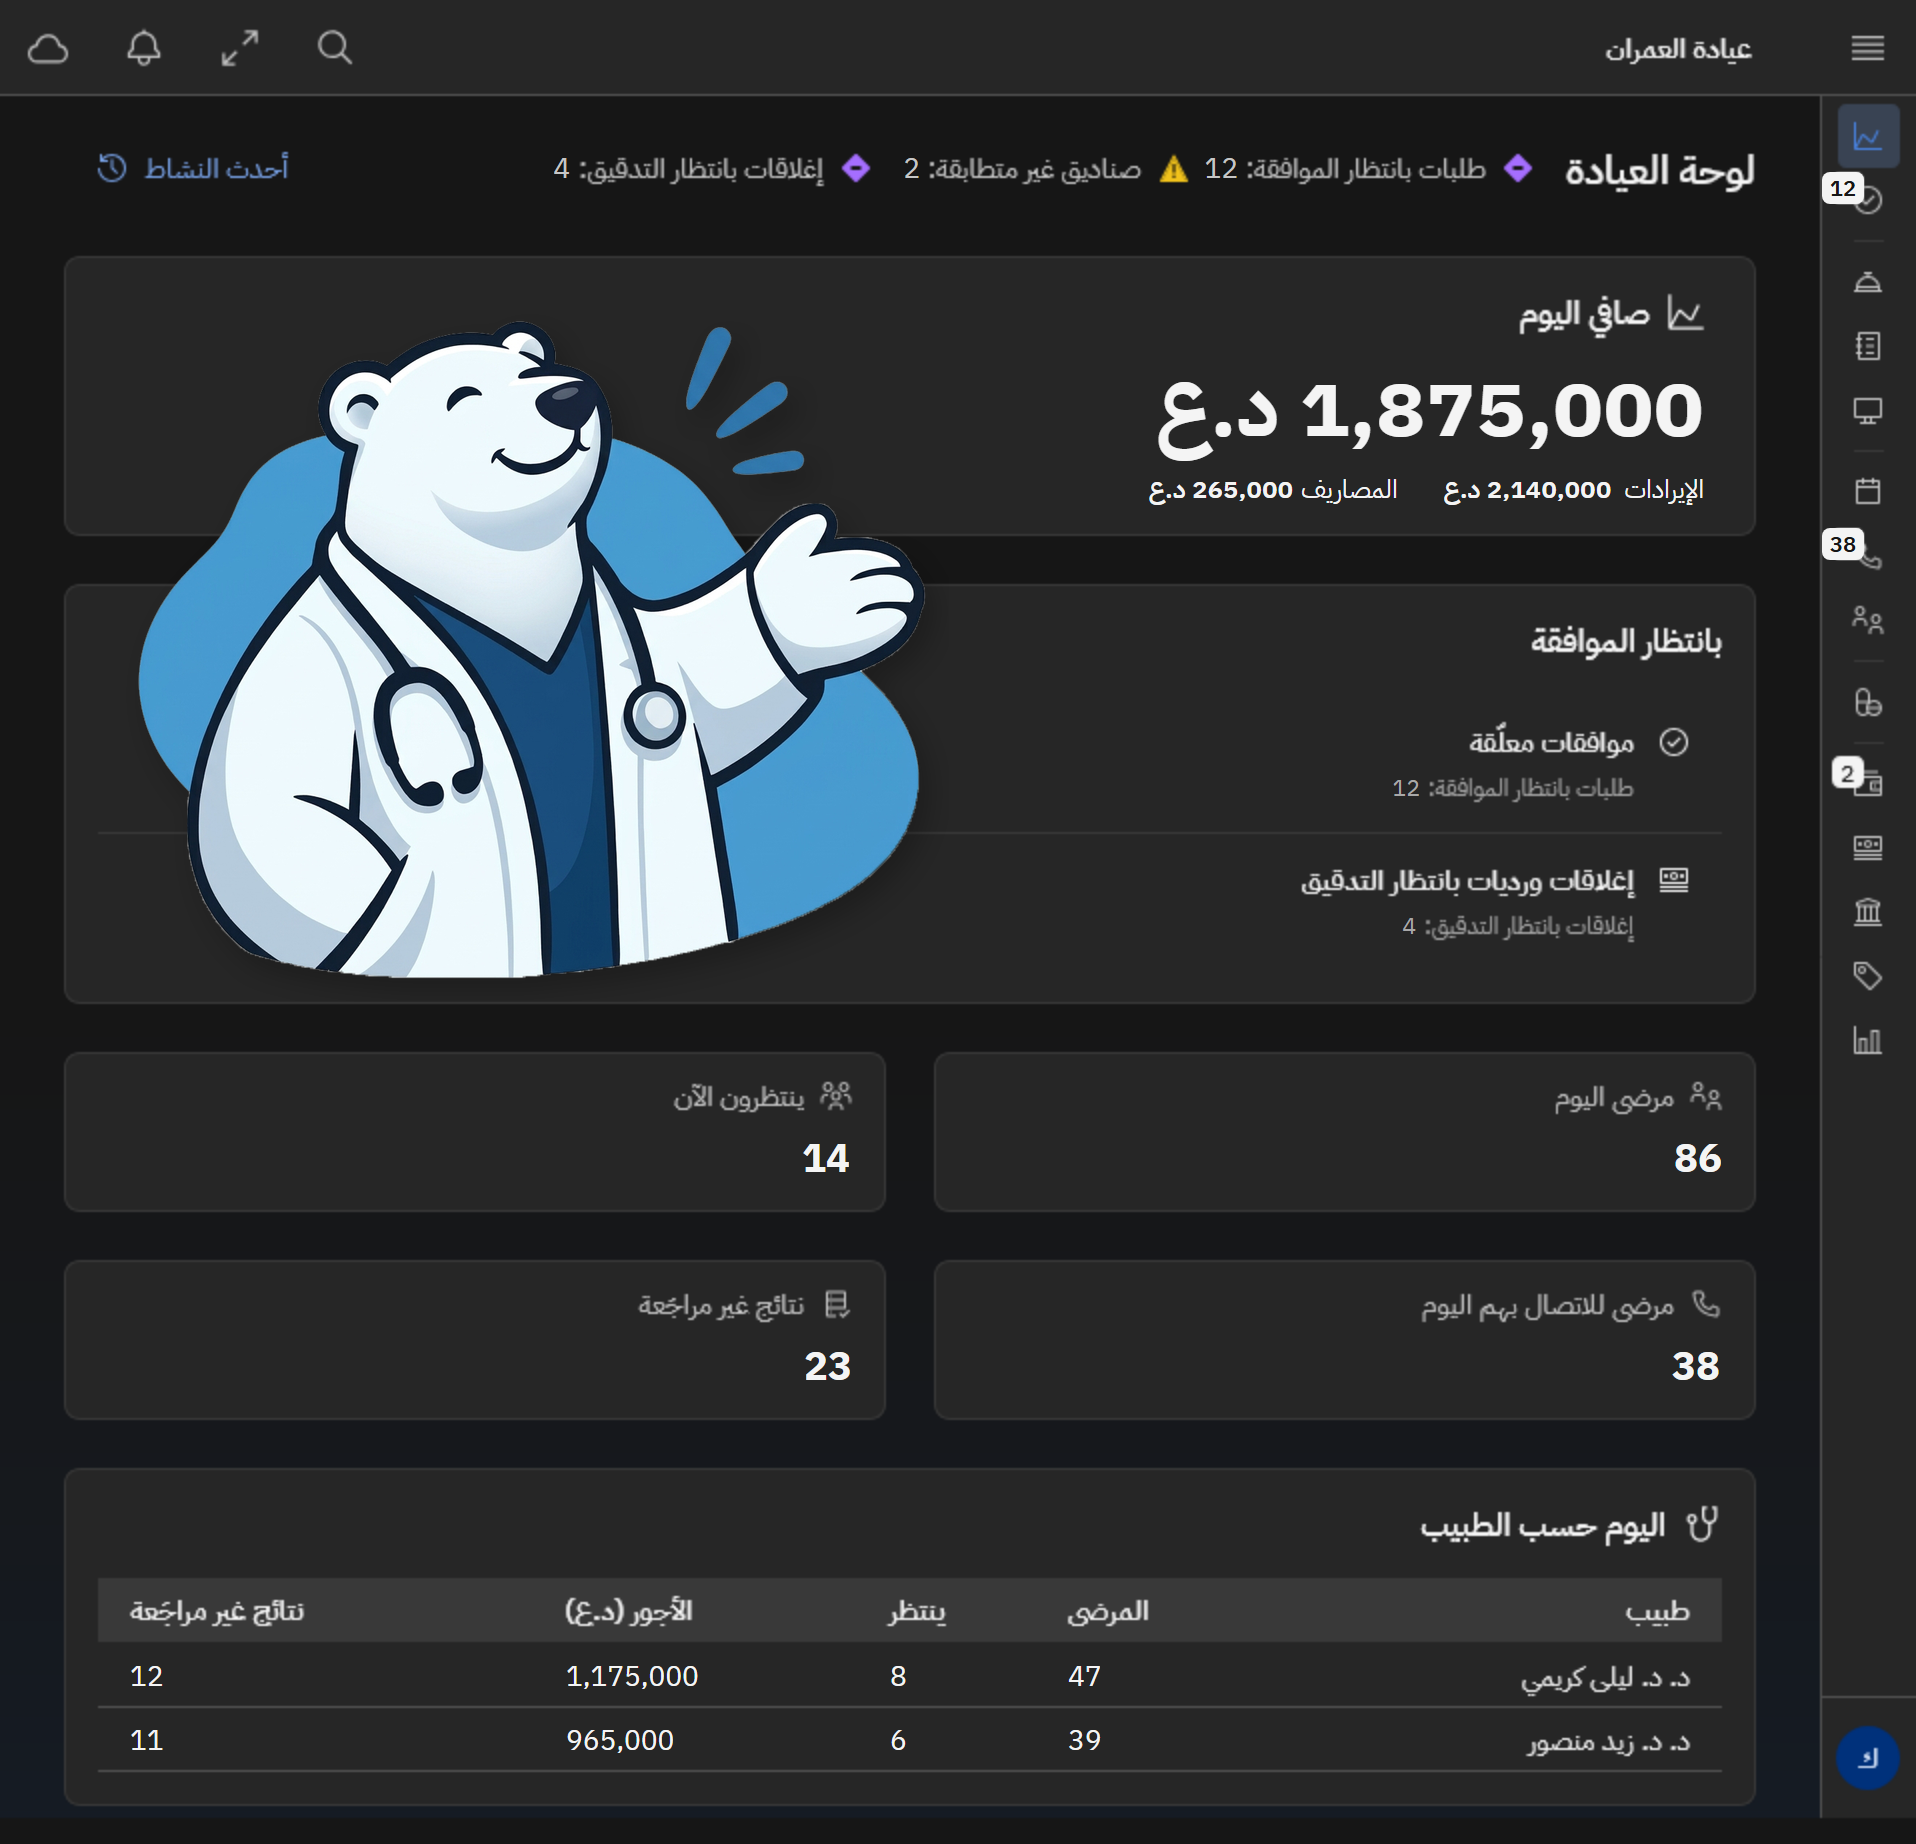 عيادة العمران
لوحة العيادة
طلبات بانتظار الموافقة: 12
صناديق غير متطابقة: 2
إغلاقات بانتظار التدقيق: 4
أحدث النشاط
12
38
2
صافي اليوم
1,875,000 د.ع
الإيرادات 2,140,000 د.ع
المصاريف 265,000 د.ع
بانتظار الموافقة
موافقات معلّقة
طلبات بانتظار الموافقة: 12
إغلاقات ورديات بانتظار التدقيق
إغلاقات بانتظار التدقيق: 4
مرضى اليوم
86
ينتظرون الآن
14
مرضى للاتصال بهم اليوم
38
نتائج غير مراجَعة
23
اليوم حسب الطبيب
طبيب المرضى ينتظر الأجور (د.ع) نتائج غير مراجَعة
د. د. ليلى كريمي 47 8 1,175,000 12
د. د. زيد منصور 39 6 965,000 11
ك